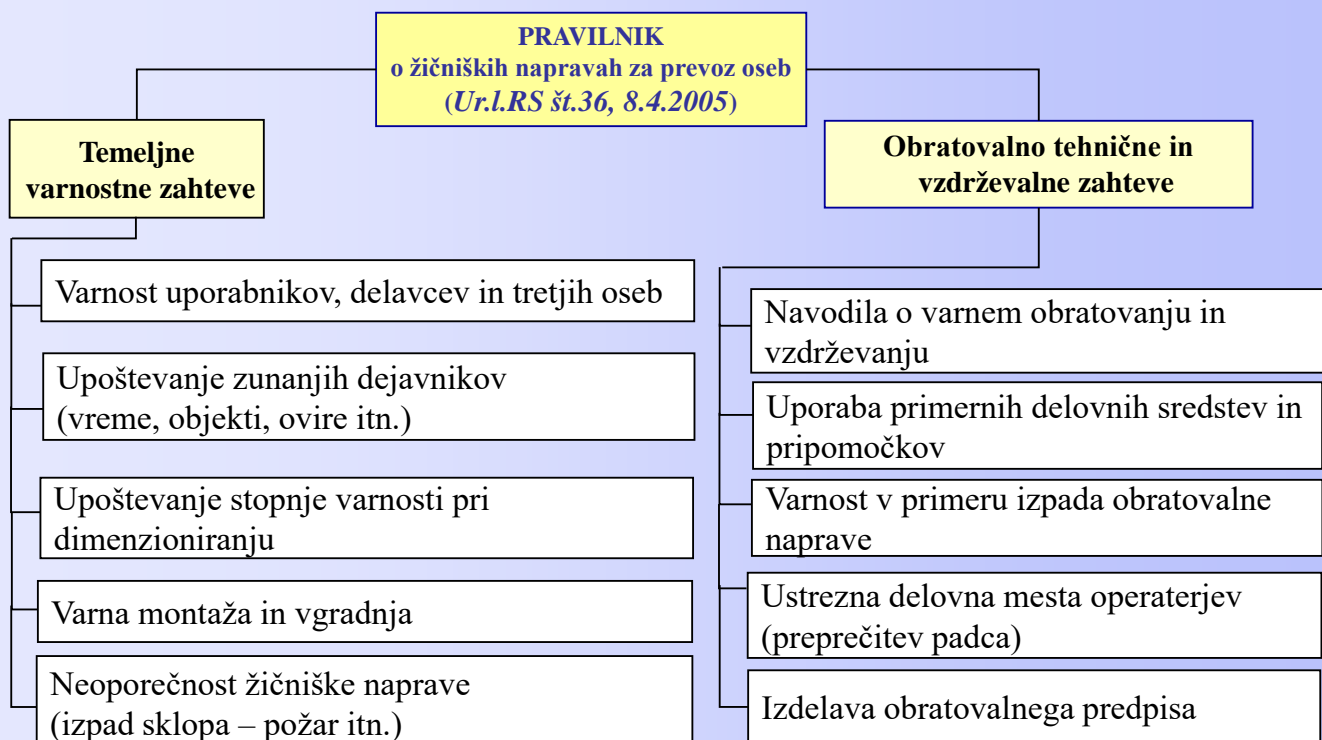 PRAVILNIK
o žičniških napravah za prevoz oseb
(Ur.l.RS št.36, 8.4.2005)
Temeljne
varnostne zahteve
Varnost uporabnikov, delavcev in tretjih oseb
Upoštevanje zunanjih dejavnikov
(vreme, objekti, ovire itn.)
Upoštevanje stopnje varnosti pri
dimenzioniranju
Varna montaža in vgradnja
Neoporečnost žičniške naprave
(izpad sklopa – požar itn.)
Obratovalno tehnične in
vzdrževalne zahteve
Navodila o varnem obratovanju in
vzdrževanju
Uporaba primernih delovnih sredstev in
pripomočkov
Varnost v primeru izpada obratovalne
naprave
Ustrezna delovna mesta operaterjev
(preprečitev padca)
Izdelava obratovalnega predpisa